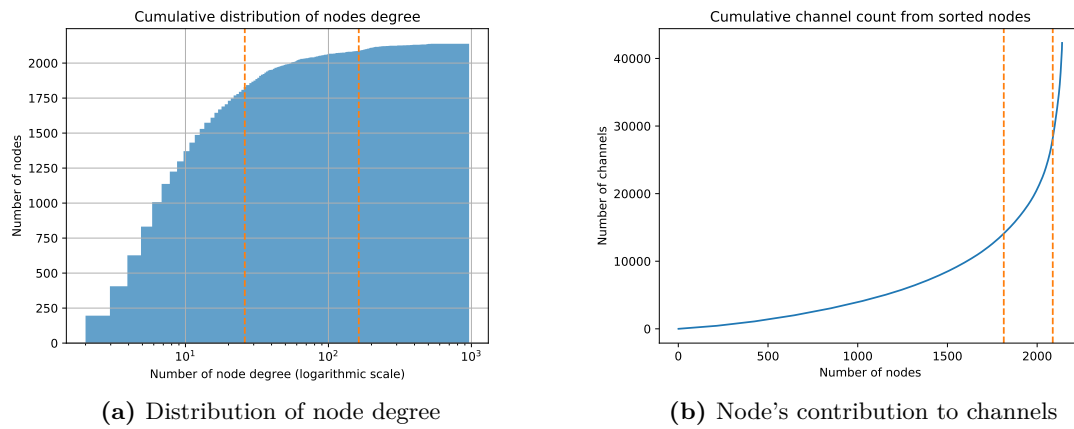 Cumulative distribution of nodes degree
2000
1750
1500
1250
1000
750
500
250
0
Number of nodes
10¹
10²
10³
Number of node degree (logarithmic scale)
(a) Distribution of node degree
Cumulative channel count from sorted nodes
40000
30000
20000
10000
0
Number of channels
0
500
1000
1500
2000
Number of nodes
(b) Node's contribution to channels